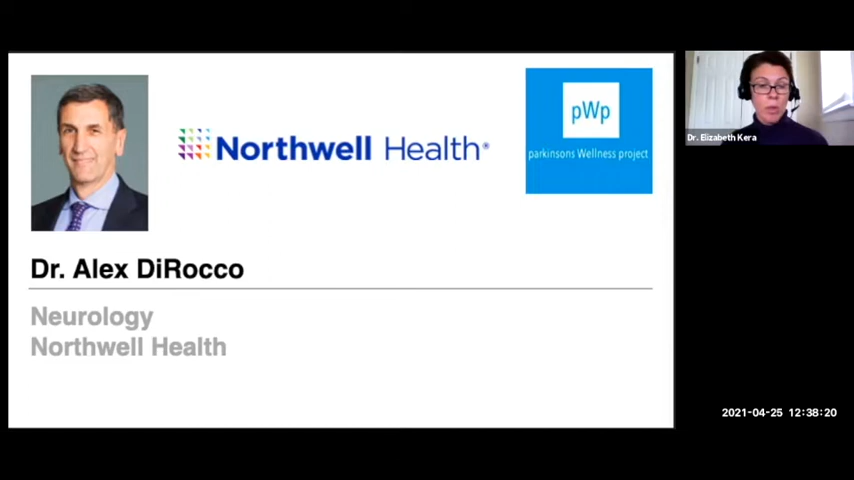 Northwell Health®
pWp
parkinsons Wellness project
Dr. Elizabeth Kera
Dr. Alex DiRocco
Neurology
Northwell Health
2021-04-25 12:38:20